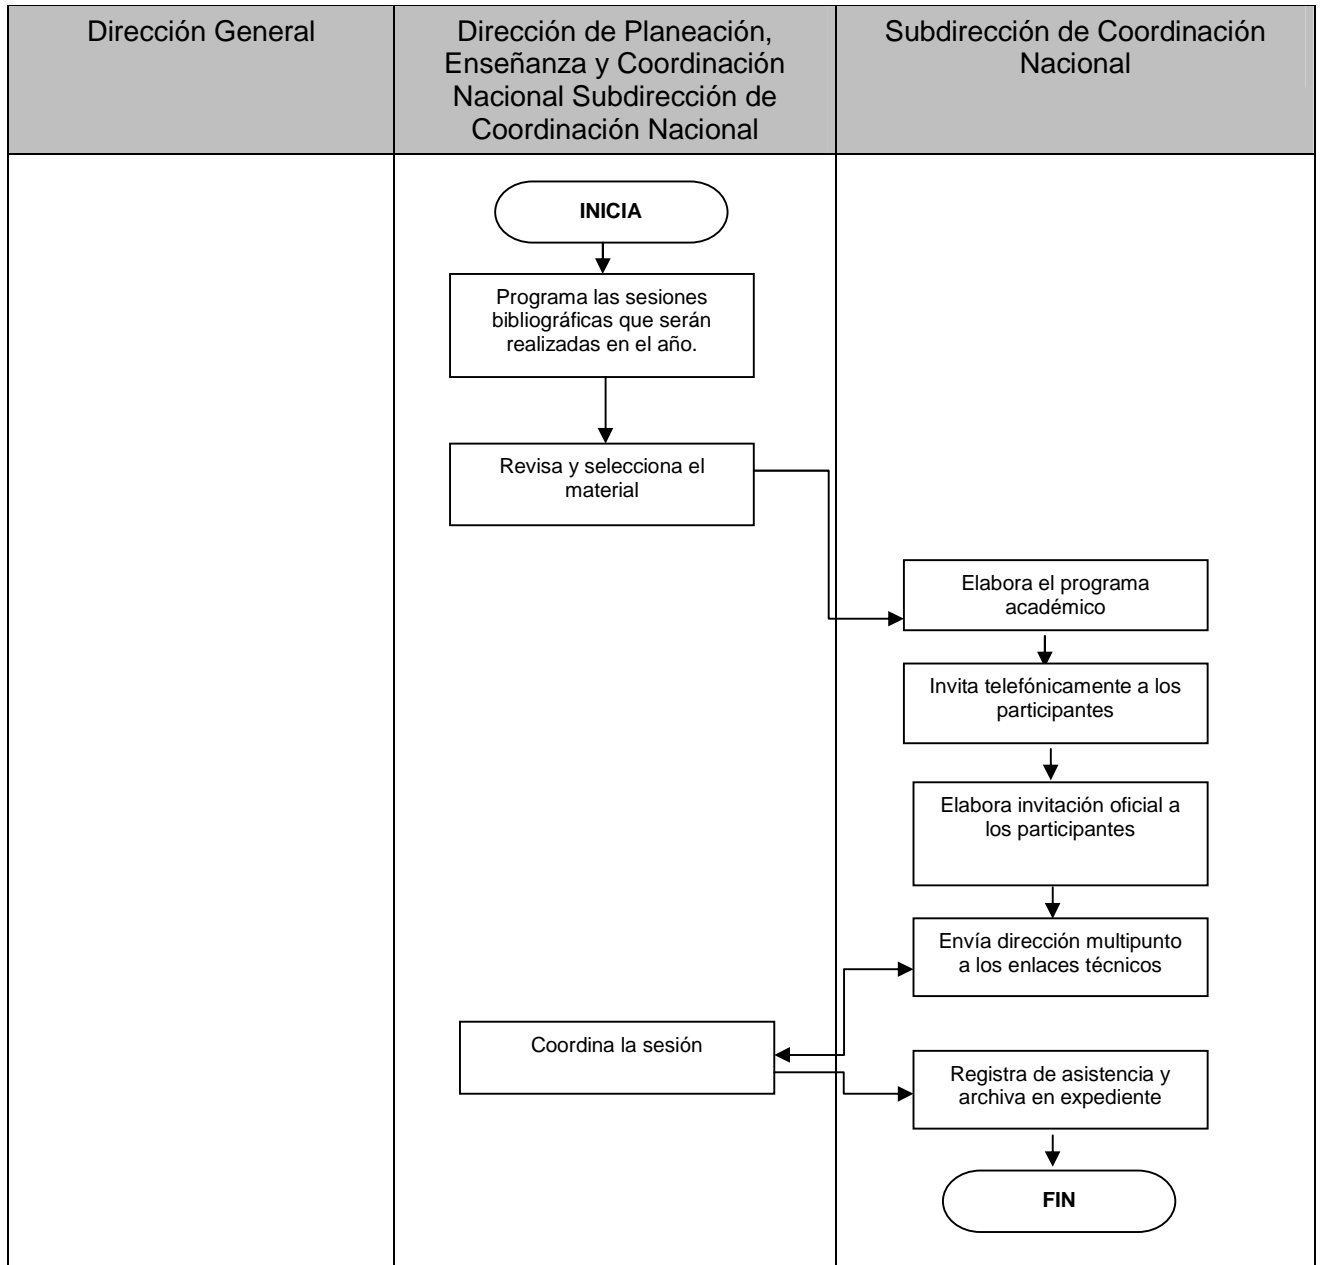 Dirección General
Dirección de Planeación,
Enseñanza y Coordinación
Nacional Subdirección de
Coordinación Nacional
Subdirección de Coordinación
Nacional
INICIA
Programa las sesiones
bibliográficas que serán
realizadas en el año.
Revisa y selecciona el
material
Elabora el programa
académico
Invita telefónicamente a los
participantes
Elabora invitación oficial a
los participantes
Envía dirección multipunto
a los enlaces técnicos
Coordina la sesión
Registra de asistencia y
archiva en expediente
FIN